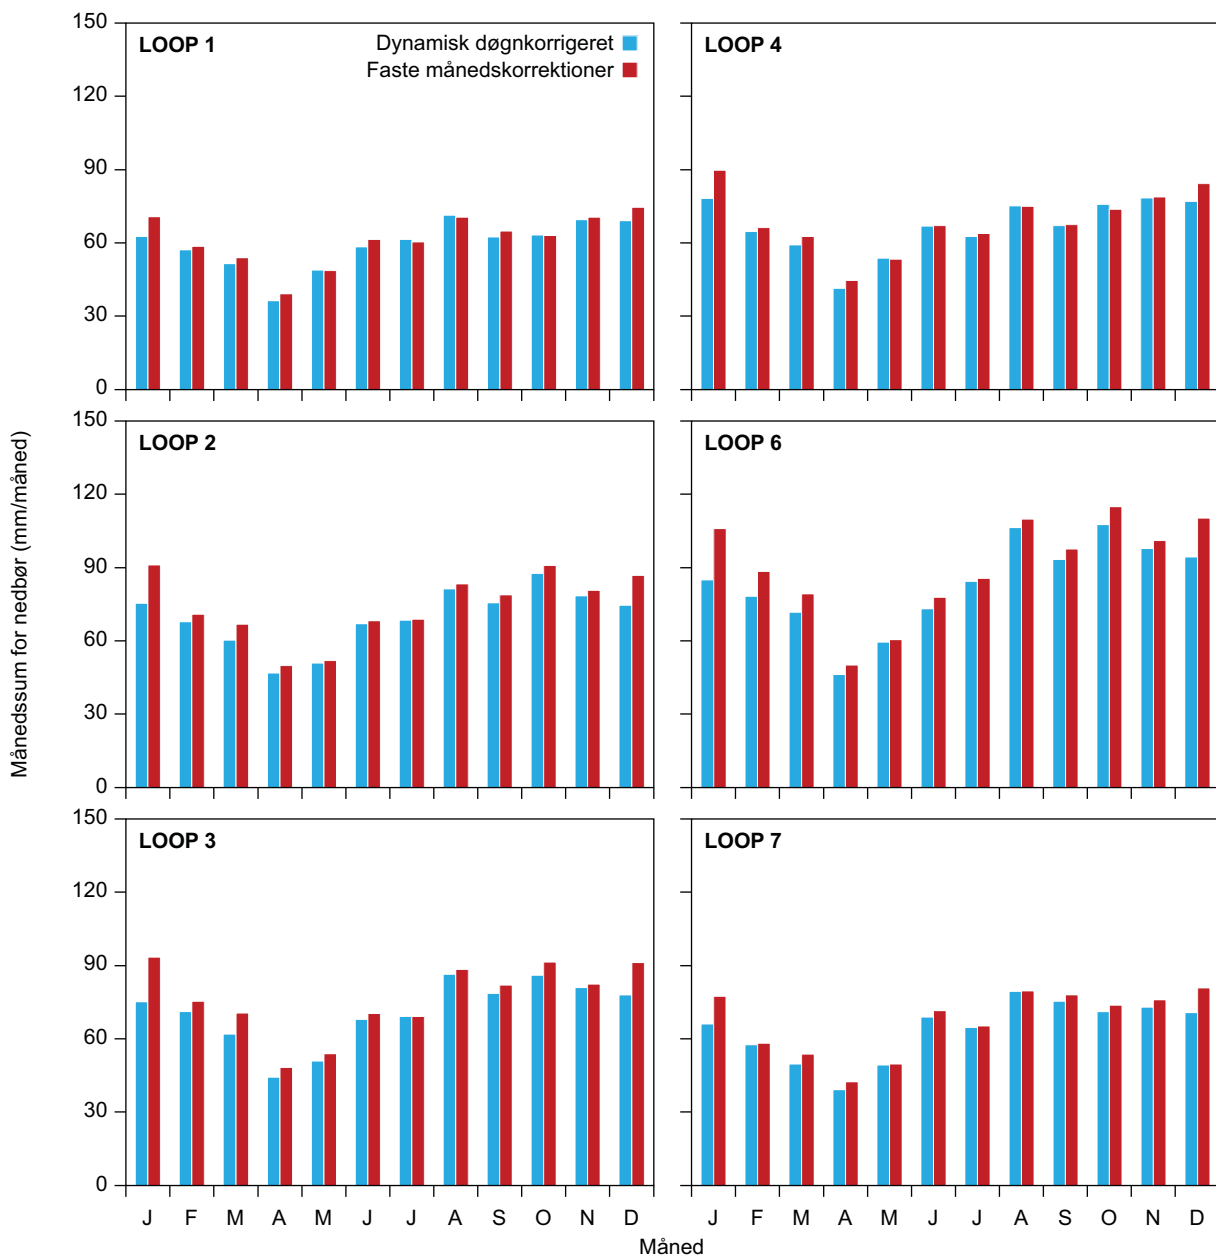 Månedssum for nedbør (mm/måned)
LOOP 1
Dynamisk døgnkorrigeret
Faste månedskorrektioner
150
120
90
60
30
0
LOOP 4
LOOP 2
150
120
90
60
30
0
LOOP 6
LOOP 3
150
120
90
60
30
0
LOOP 7
J F M A M J J A S O N D
J F M A M J J A S O N D
Måned